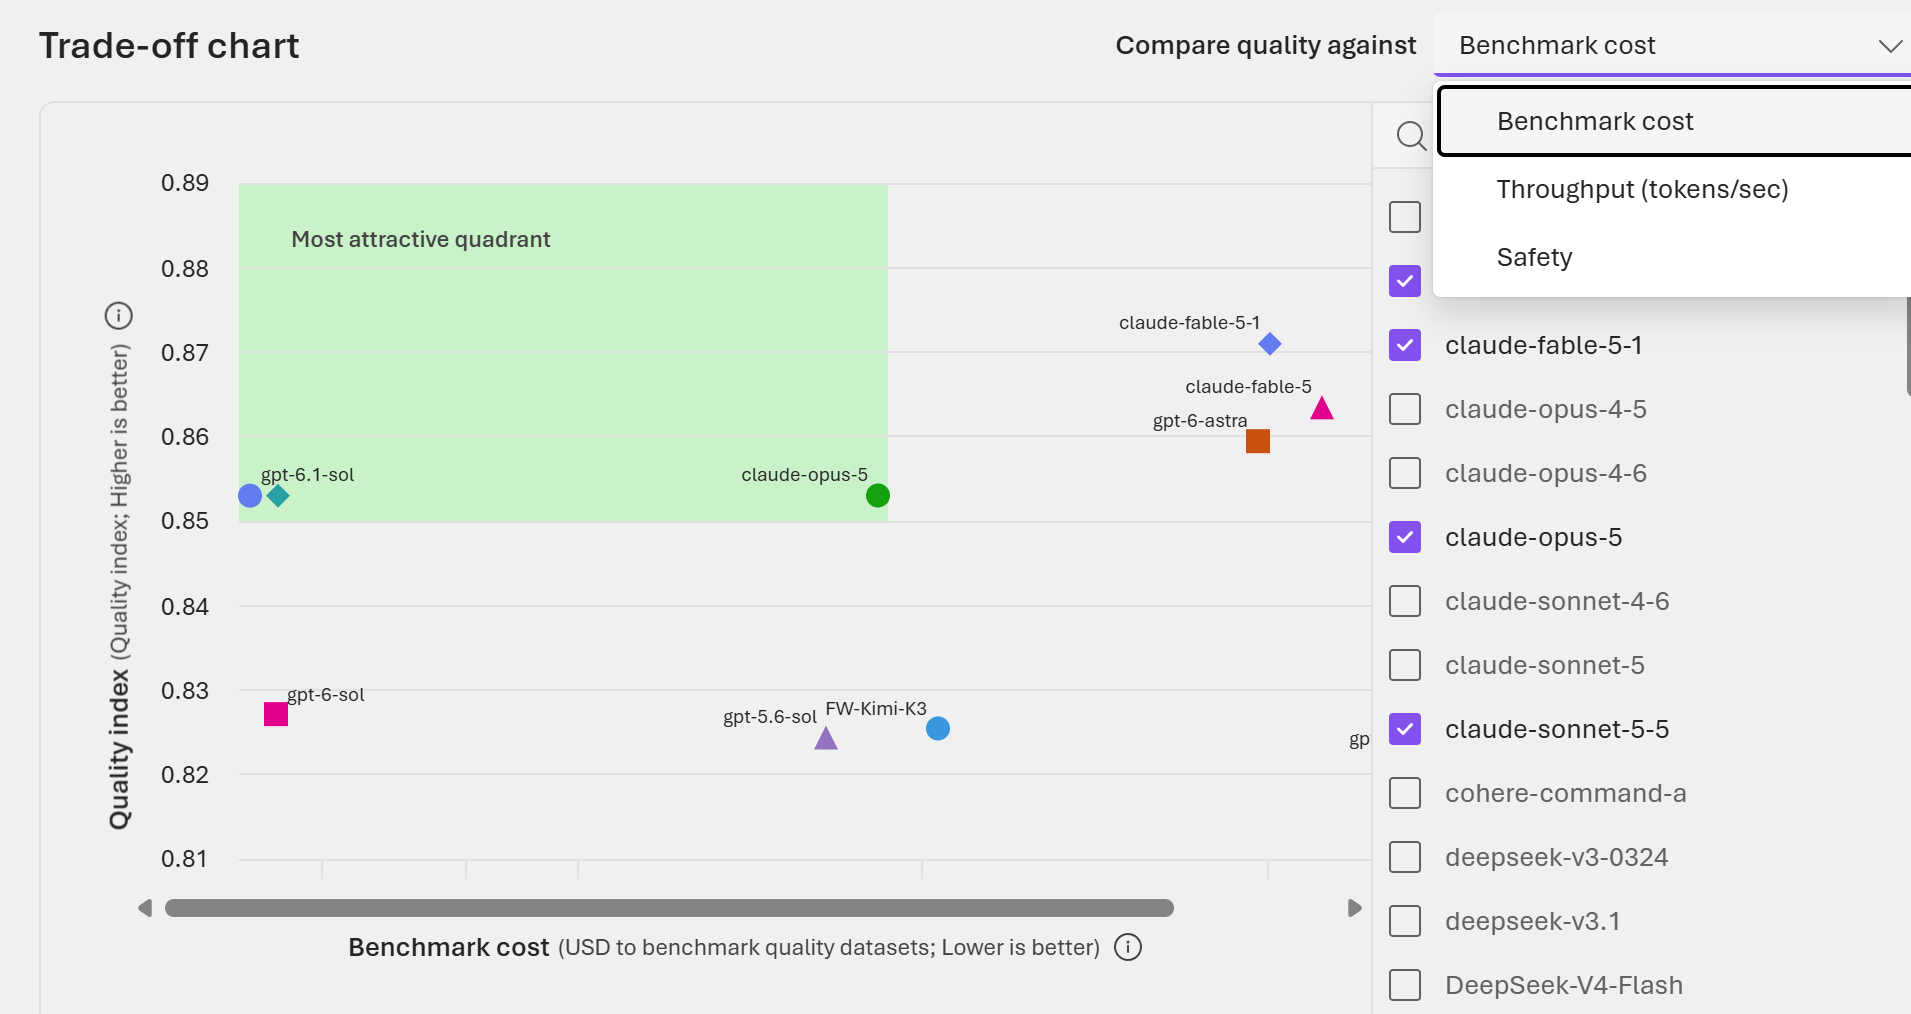 Trade-off chart
Compare quality against
Benchmark cost
Benchmark cost
Throughput (tokens/sec)
Safety
0.89
0.88
0.87
0.86
0.85
0.84
0.83
0.82
0.81
Quality index (Quality index; Higher is better)
Most attractive quadrant
claude-fable-5-1
claude-fable-5
gpt-6-astra
gpt-6.1-sol
claude-opus-5
gpt-6-sol
gpt-5.6-sol
FW-Kimi-K3
gp
Benchmark cost (USD to benchmark quality datasets; Lower is better)
claude-fable-5-1
claude-opus-4-5
claude-opus-4-6
claude-opus-5
claude-sonnet-4-6
claude-sonnet-5
claude-sonnet-5-5
cohere-command-a
deepseek-v3-0324
deepseek-v3.1
DeepSeek-V4-Flash